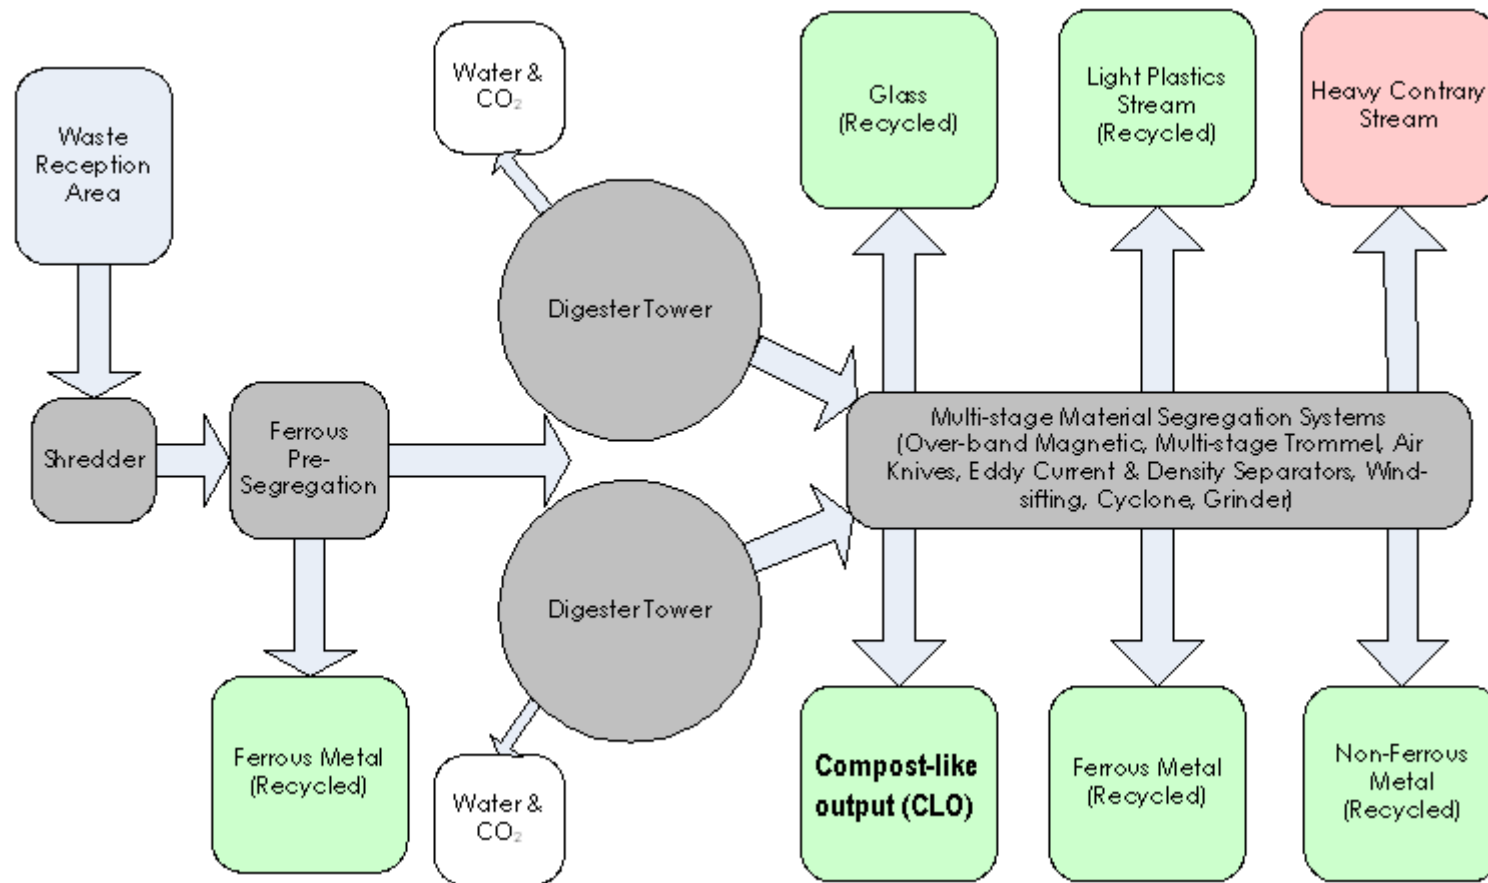 Waste
Reception
Area
Shredder
Ferrous
Pre-
Segregation
Ferrous Metal
(Recycled)
Water &
CO₂
Digester Tower
Digester Tower
Water &
CO₂
Glass
(Recycled)
Light Plastics
Stream
(Recycled)
Heavy Contrary
Stream
Multi-stage Material Segregation Systems
(Over-band Magnetic, Multi-stage Trommel, Air
Knives, Eddy Current & Density Separators, Wind-
sifting, Cyclone, Grinder)
Compost-like
output (CLO)
Ferrous Metal
(Recycled)
Non-Ferrous
Metal
(Recycled)